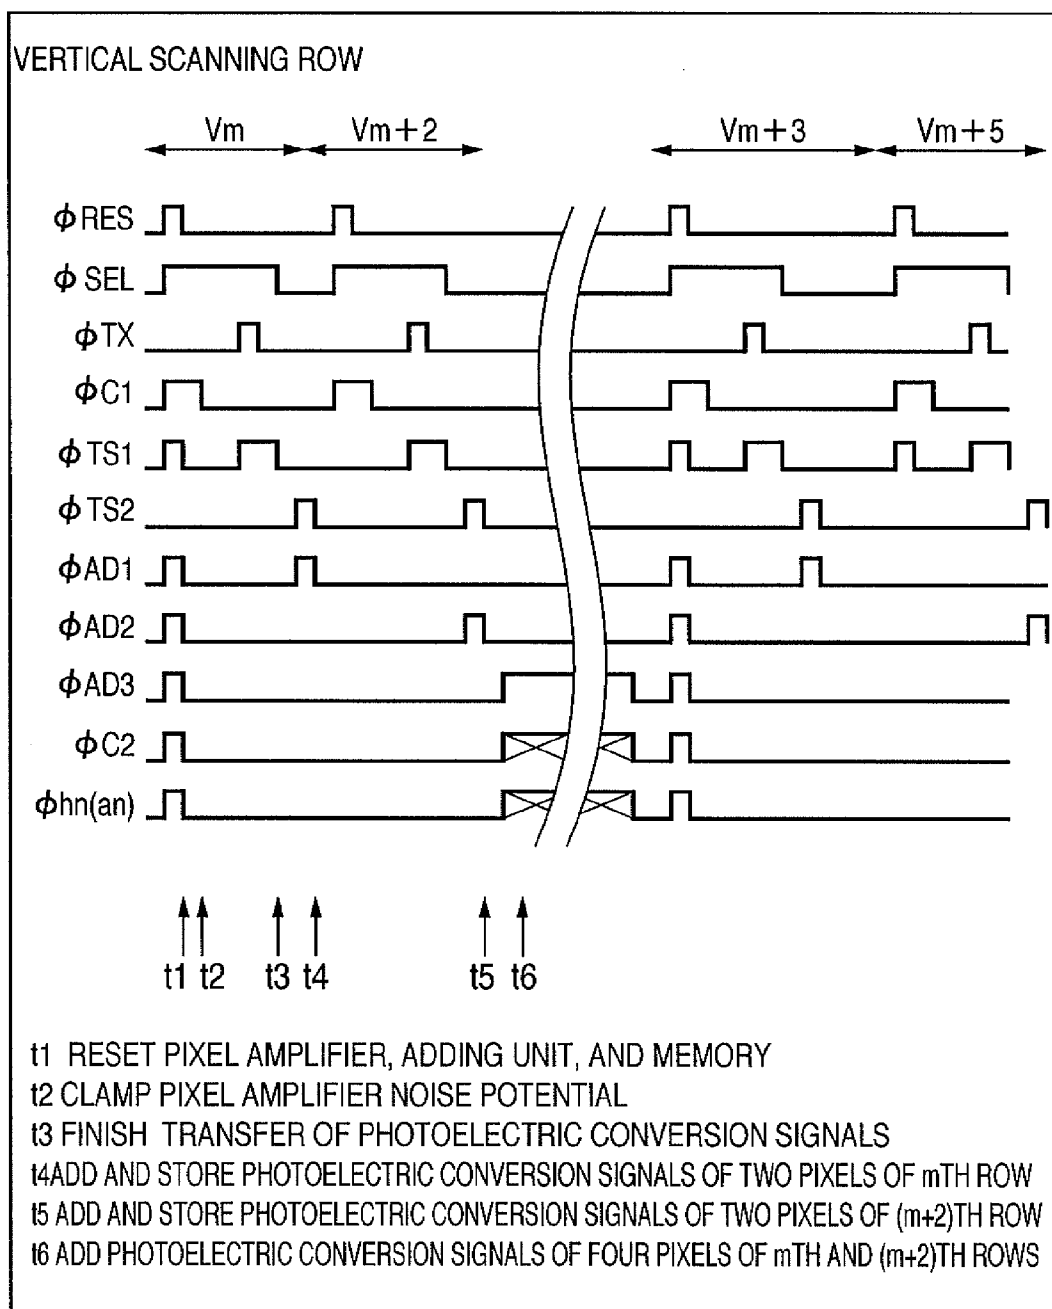 VERTICAL SCANNING ROW
Vm Vm+2 Vm+3 Vm+5
ϕRES
ϕSEL
ϕTX
ϕC1
ϕTS1
ϕTS2
ϕAD1
ϕAD2
ϕAD3
ϕC2
ϕhn(an)
t1 t2 t3 t4 t5 t6
t1 RESET PIXEL AMPLIFIER, ADDING UNIT, AND MEMORY
t2 CLAMP PIXEL AMPLIFIER NOISE POTENTIAL
t3 FINISH TRANSFER OF PHOTOELECTRIC CONVERSION SIGNALS
t4ADD AND STORE PHOTOELECTRIC CONVERSION SIGNALS OF TWO PIXELS OF mTH ROW
t5 ADD AND STORE PHOTOELECTRIC CONVERSION SIGNALS OF TWO PIXELS OF (m+2)TH ROW
t6 ADD PHOTOELECTRIC CONVERSION SIGNALS OF FOUR PIXELS OF mTH AND (m+2)TH ROWS